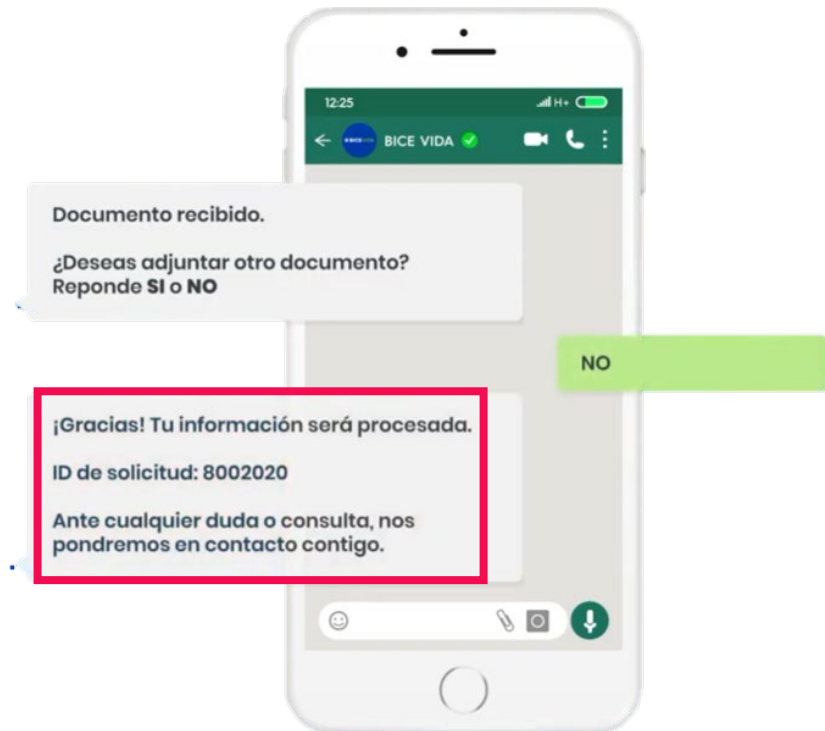 12:25
H+
BICE VIDA
Documento recibido.
¿Deseas adjuntar otro documento?
Reponde SI o NO
NO
¡Gracias! Tu información será procesada.
ID de solicitud: 8002020
Ante cualquier duda o consulta, nos
pondremos en contacto contigo.